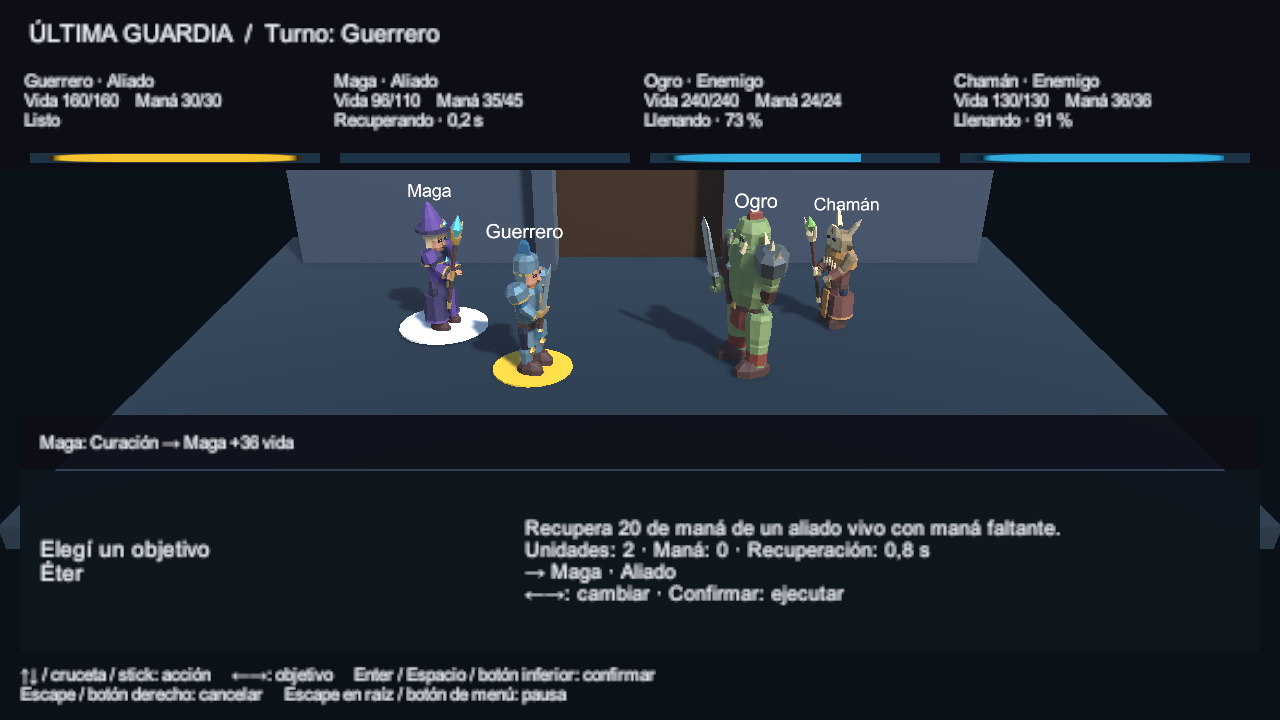 ÚLTIMA GUARDIA / Turno: Guerrero
Guerrero · Aliado
Vida 160/160 Maná 30/30
Listo
Maga · Aliado
Vida 96/110 Maná 35/45
Recuperando · 0,2 s
Ogro · Enemigo
Vida 240/240 Maná 24/24
Llenando · 73 %
Chamán · Enemigo
Vida 130/130 Maná 36/36
Llenando · 91 %
Maga
Guerrero
Ogro
Chamán
Maga: Curación → Maga +36 vida
Elegí un objetivo
Éter
Recupera 20 de maná de un aliado vivo con maná faltante.
Unidades: 2 · Maná: 0 · Recuperación: 0,8 s
→ Maga · Aliado
←→: cambiar · Confirmar: ejecutar
↑↓ / cruceta / stick: acción ←→: objetivo Enter / Espacio / botón inferior: confirmar
Escape / botón derecho: cancelar Escape en raíz / botón de menú: pausa